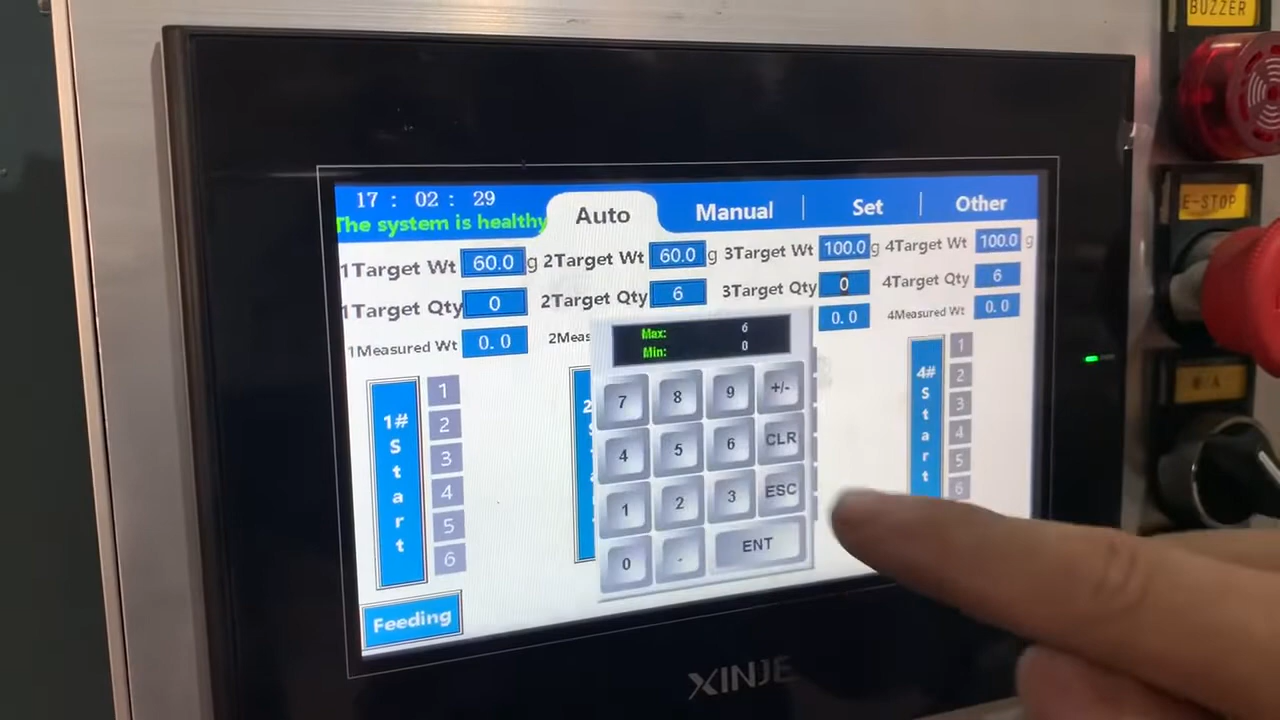 BUZZER
17 : 02 : 29
The system is healthy
Auto
Manual
Set
Other
1Target Wt 60.0 g
2Target Wt 60.0 g
3Target Wt 100.0 g
4Target Wt 100.0 g
1Target Qty 0
2Target Qty 6
3Target Qty 0
4Target Qty 6
1Measured Wt 0.0
2Meas
0.0
4Measured Wt 0.0
Max: 6
Min: 0
7 8 9 +/-
4 5 6 CLR
1 2 3 ESC
0 . ENT
1# Start
1
2
3
4
5
6
2
4# Start
1
2
3
4
5
6
Feeding
E-STOP
XINJE